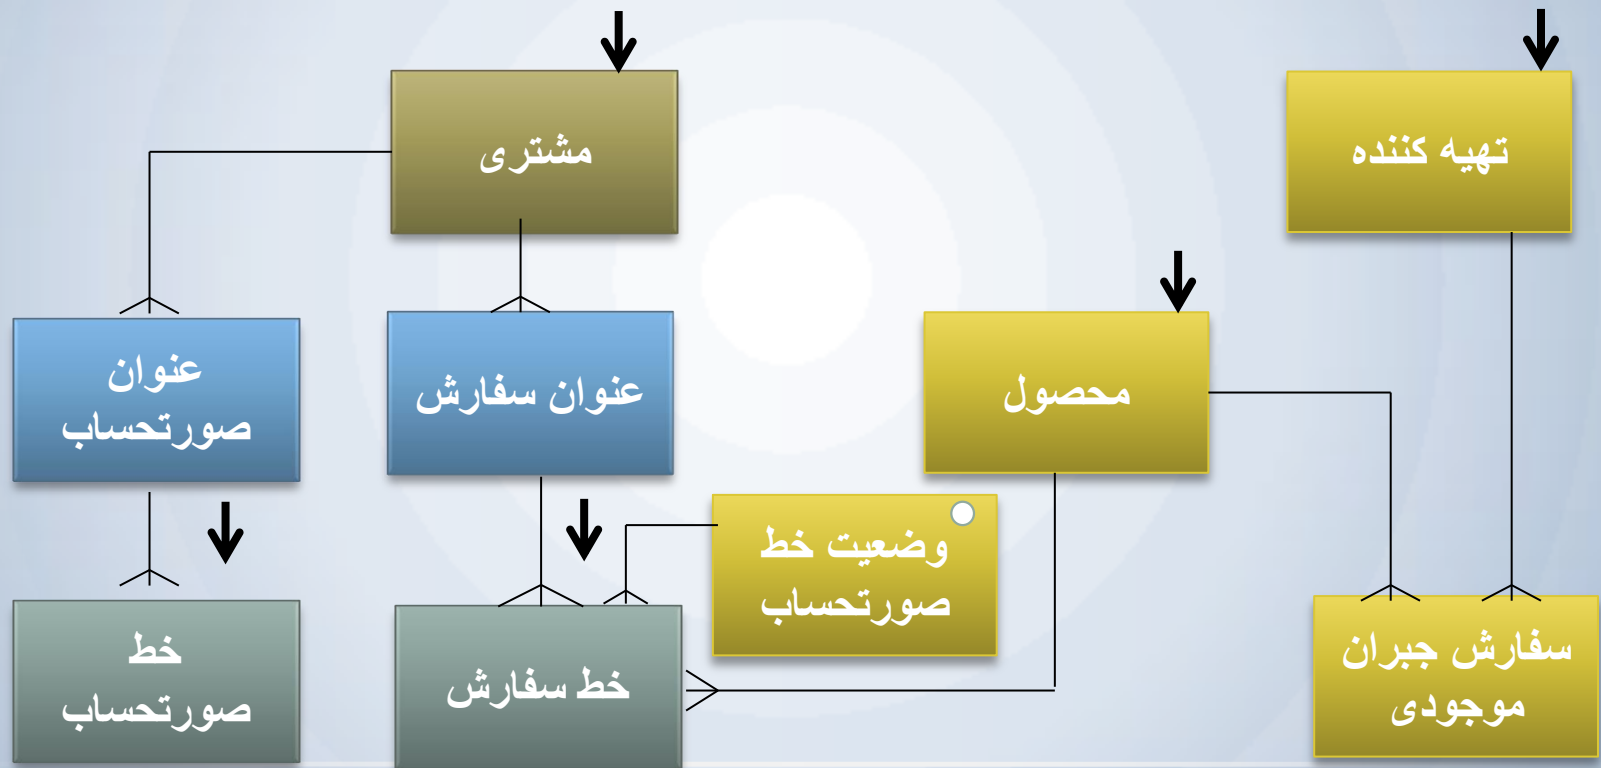 مشتری
تهیه کننده
عنوان
صورتحساب
عنوان سفارش
محصول
وضعیت خط
صورتحساب
خط
صورتحساب
خط سفارش
سفارش جبران
موجودی